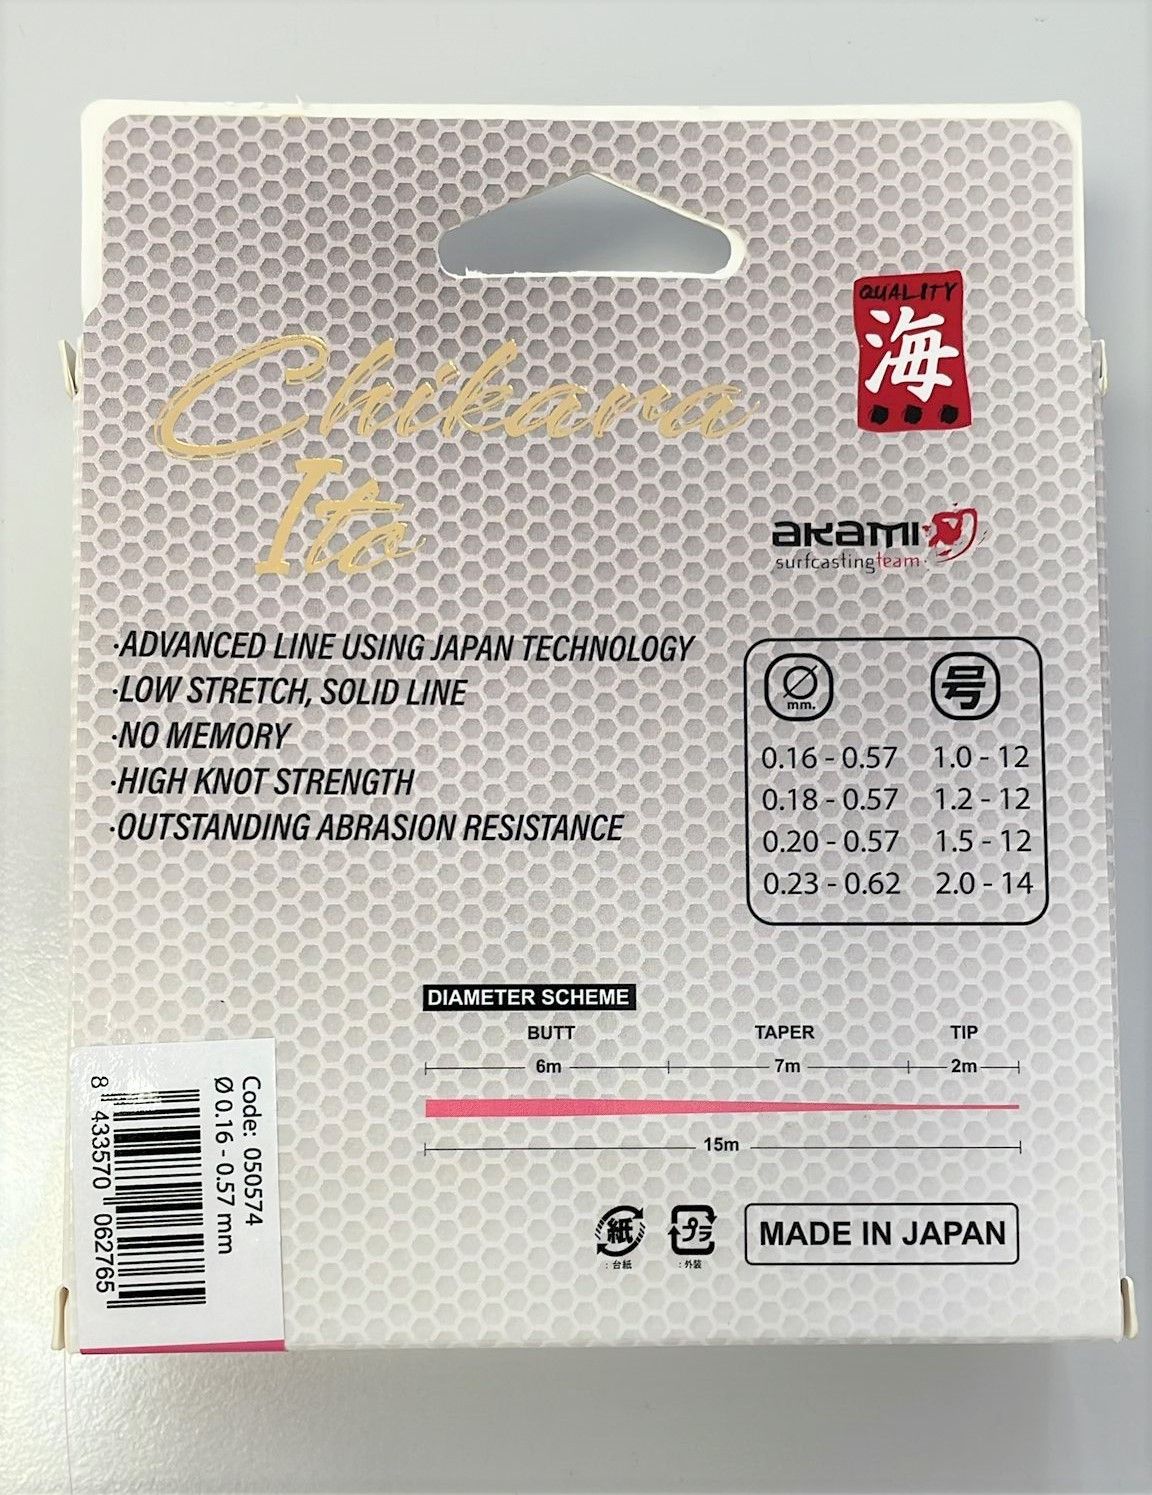 QUALITY
海
Chikara
Ito
akami
surfcastingteam
·ADVANCED LINE USING JAPAN TECHNOLOGY
·LOW STRETCH, SOLID LINE
·NO MEMORY
·HIGH KNOT STRENGTH
·OUTSTANDING ABRASION RESISTANCE
Ø mm. 号
0.16 - 0.57 1.0 - 12
0.18 - 0.57 1.2 - 12
0.20 - 0.57 1.5 - 12
0.23 - 0.62 2.0 - 14
DIAMETER SCHEME
BUTT TAPER TIP
6m 7m 2m
15m
紙 プラ
: 台紙 : 外装
MADE IN JAPAN
Code: 050574
Ø 0.16 - 0.57 mm
8 433570 062765